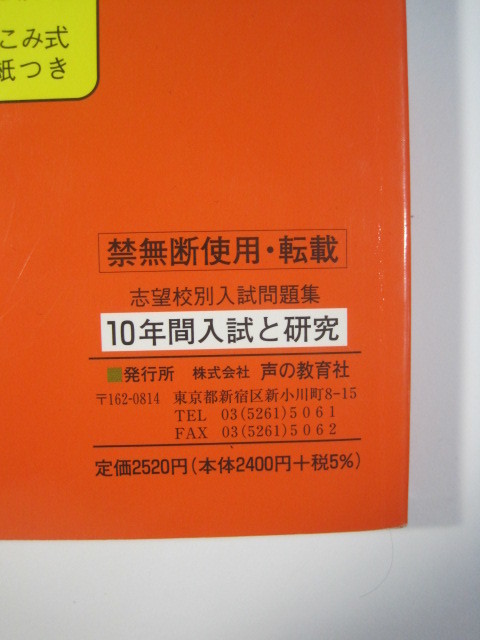 こみ式
紙つき
禁無断使用・転載
志望校別入試問題集
10年間入試と研究
■発行所 株式会社 声の教育社
〒162-0814 東京都新宿区新小川町8-15
TEL 03(5261)5061
FAX 03(5261)5062
定価2520円(本体2400円+税5%)